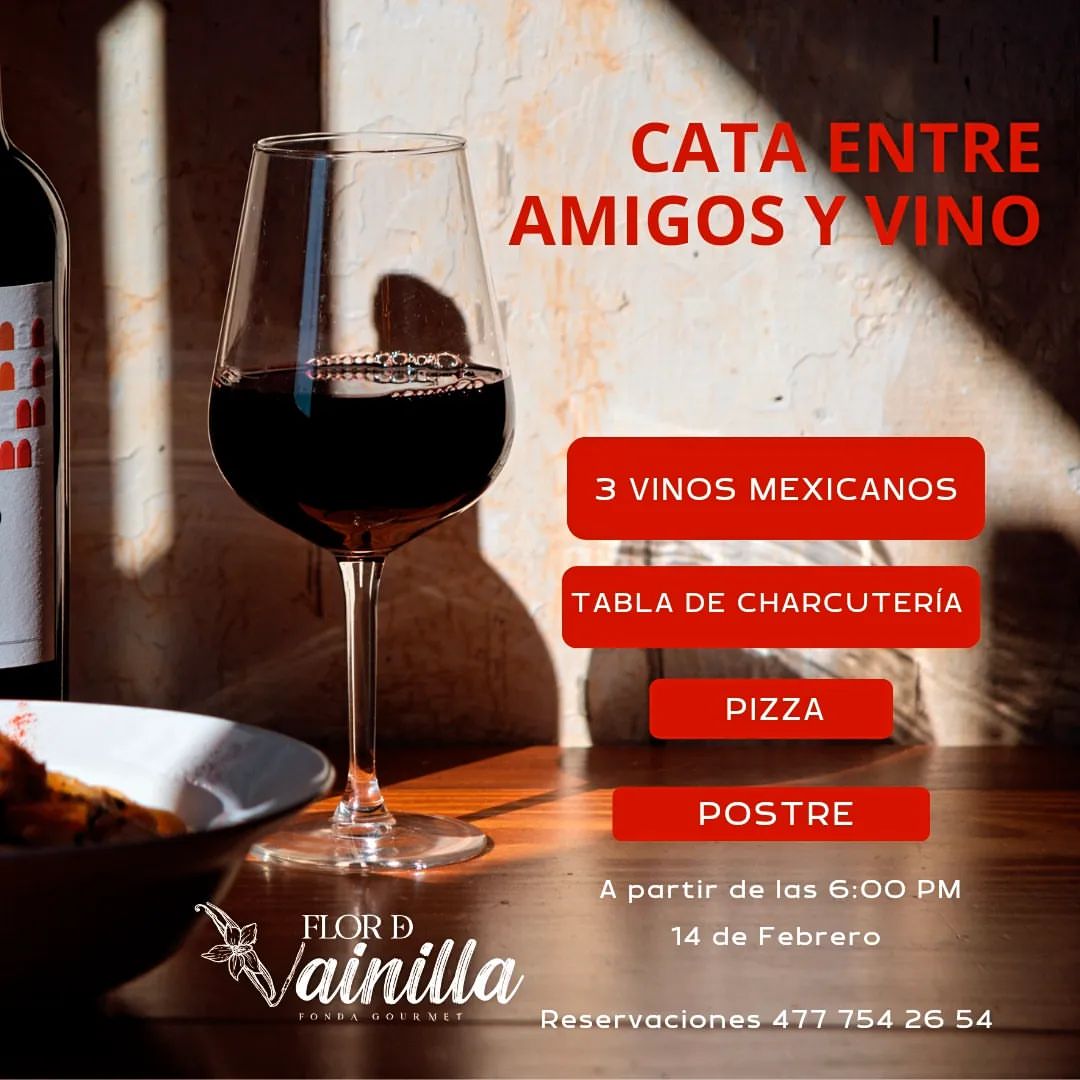 CATA ENTRE
AMIGOS Y VINO
3 VINOS MEXICANOS
TABLA DE CHARCUTERÍA
PIZZA
POSTRE
A partir de las 6:00 PM
14 de Febrero
FLOR DE
Vainilla
FONDA GOURMET
Reservaciones 477 754 26 54